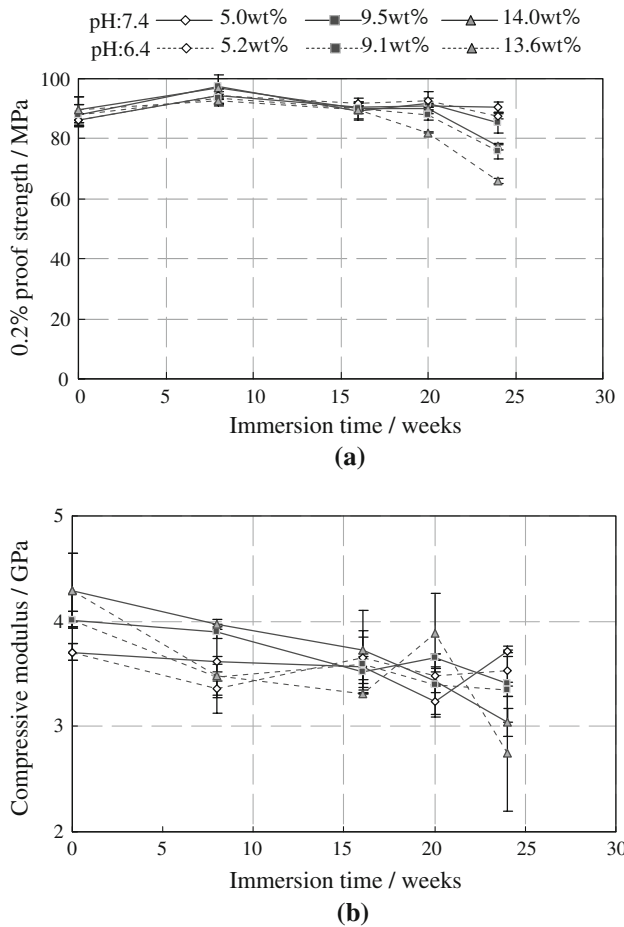 pH:7.4 5.0wt% 9.5wt% 14.0wt%
pH:6.4 5.2wt% 9.1wt% 13.6wt%
100
80
60
40
20
0
0.2% proof strength / MPa
0 5 10 15 20 25 30
Immersion time / weeks
(a)
5
4
3
2
Compressive modulus / GPa
0 5 10 15 20 25 30
Immersion time / weeks
(b)